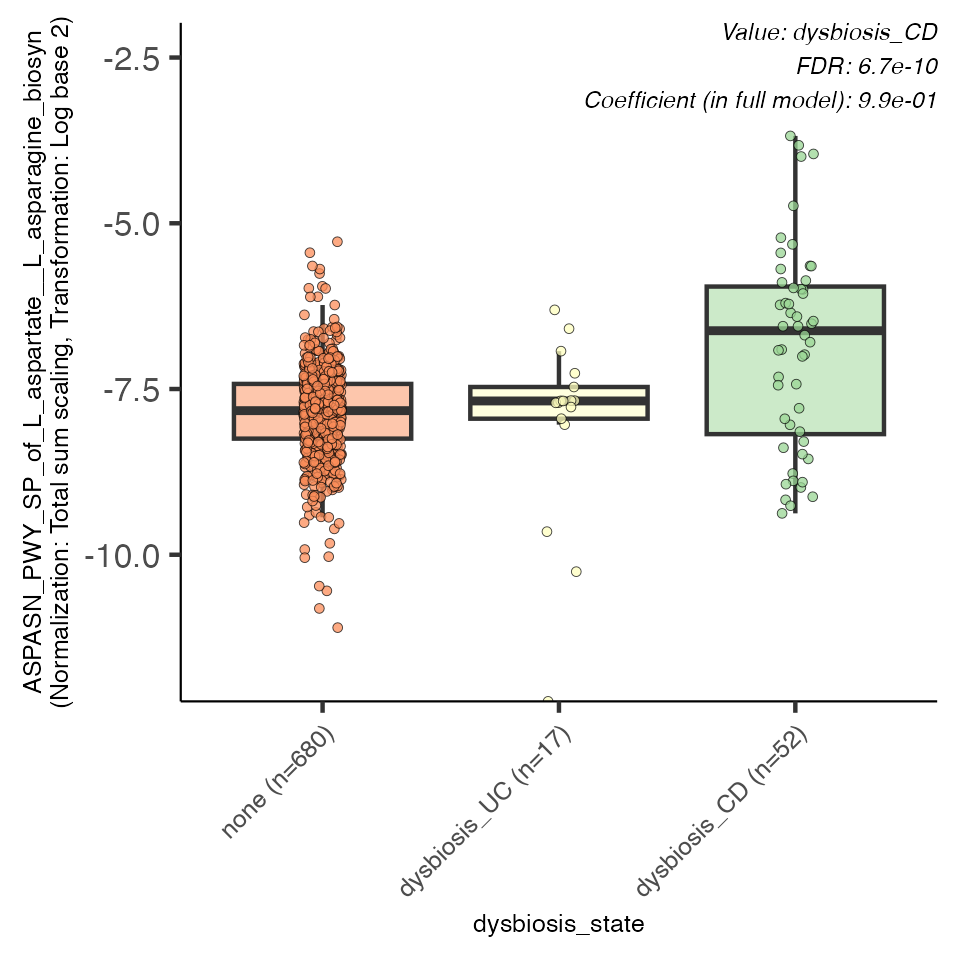 Value: dysbiosis_CD
FDR: 6.7e-10
Coefficient (in full model): 9.9e-01
ASPASN_PWY_SP_of_L_aspartate__L_asparagine_biosyn
(Normalization: Total sum scaling, Transformation: Log base 2)
-2.5
-5.0
-7.5
-10.0
none (n=680)
dysbiosis_UC (n=17)
dysbiosis_CD (n=52)
dysbiosis_state